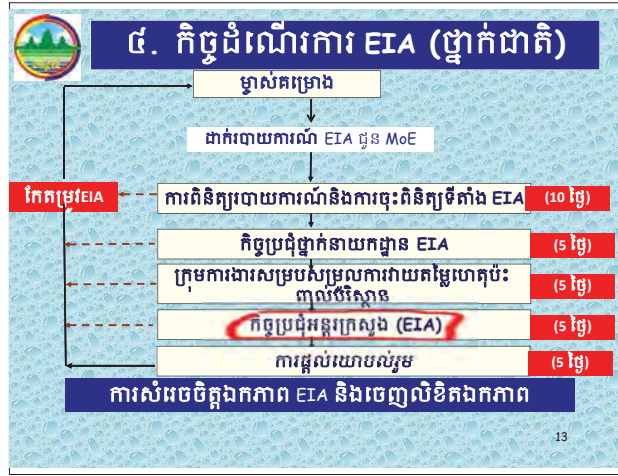 ៤. កិច្ចដំណើរការ EIA (ថ្នាក់ជាតិ)
ម្ចាស់គម្រោង
ដាក់របាយការណ៍ EIA ជូន MoE
កែតម្រូវEIA
ការពិនិត្យរបាយការណ៍និងការចុះពិនិត្យទីតាំង EIA
(10 ថ្ងៃ)
កិច្ចប្រជុំថ្នាក់នាយកដ្ឋាន EIA
(5 ថ្ងៃ)
ក្រុមការងារសម្របសម្រួលការវាយតម្លៃហេតុប៉ះ
ពាល់បរិស្ថាន
(5 ថ្ងៃ)
កិច្ចប្រជុំអន្តរក្រសួង (EIA)
(5 ថ្ងៃ)
ការផ្តល់យោបល់រួម
(5 ថ្ងៃ)
ការសំរេចចិត្តឯកភាព EIA និងចេញលិខិតឯកភាព
13